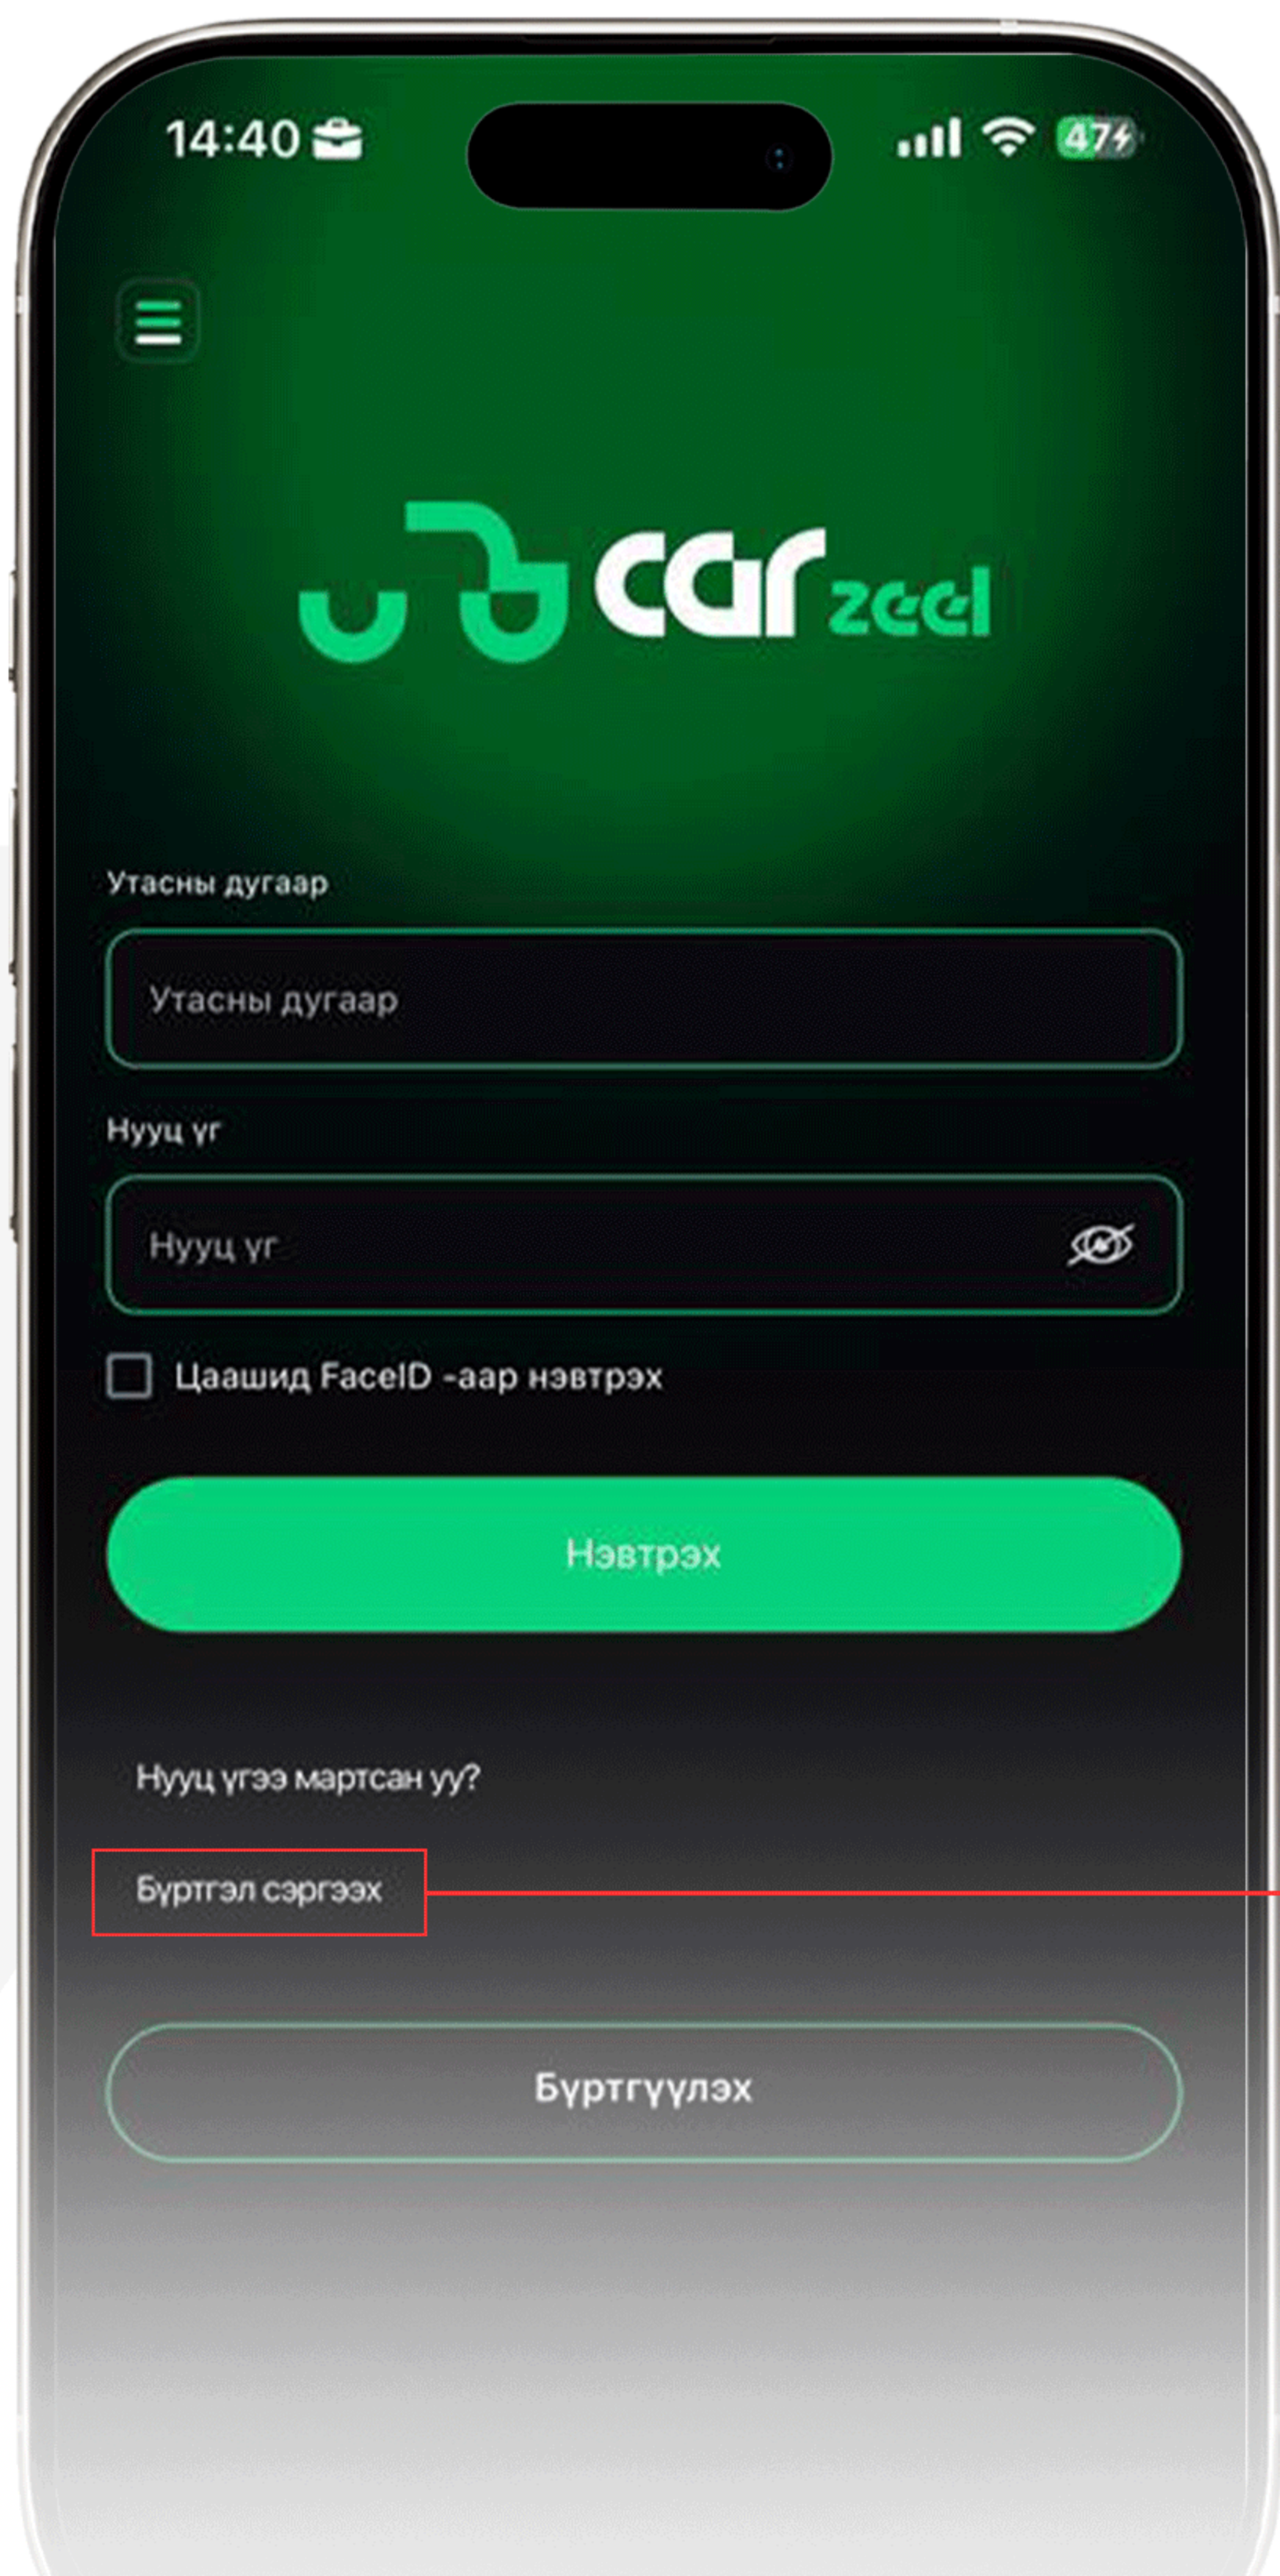 14:40
47
car zeel
Утасны дугаар
Утасны дугаар
Нууц үг
Нууц үг
Цаашид FaceID -аар нэвтрэх
Нэвтрэх
Нууц үгээ мартсан уу?
Бүртгэл сэргээх
Бүртгүүлэх